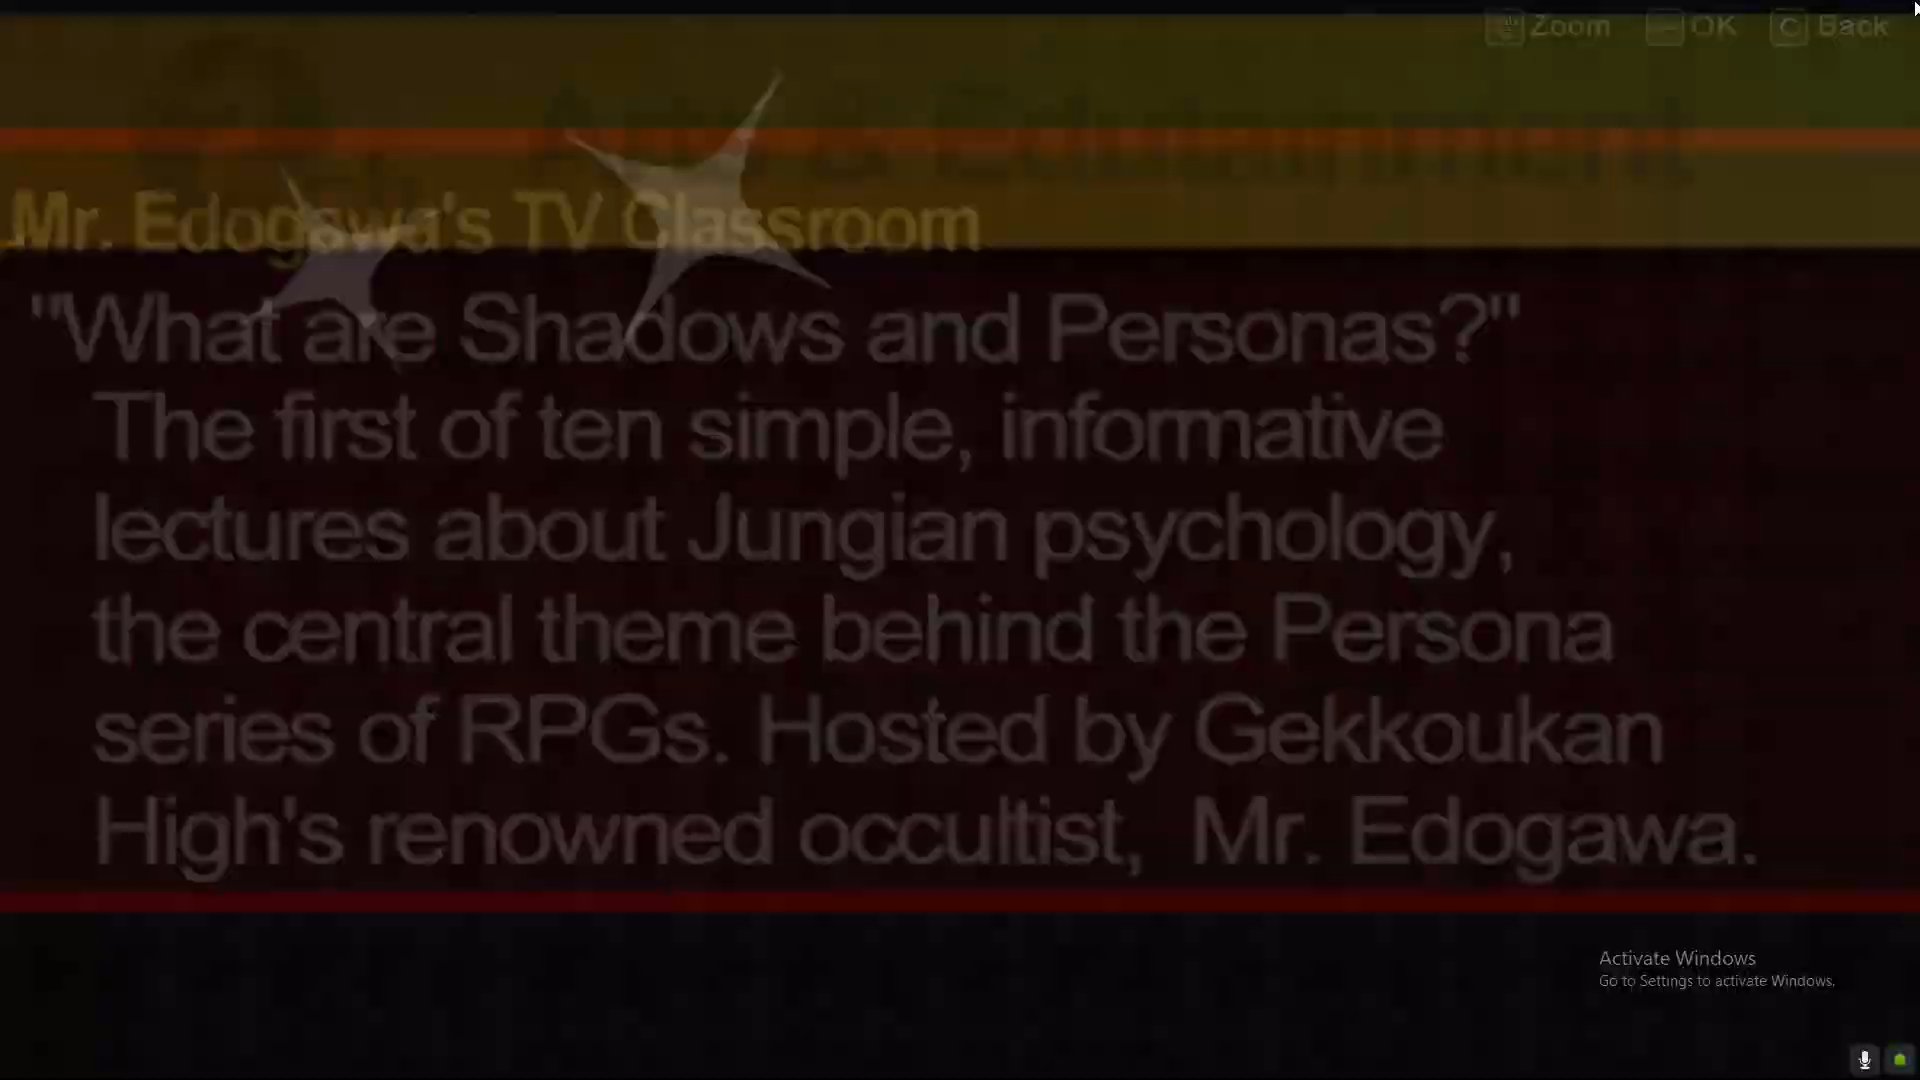 Zoom OK C Back
Arts & Edutainment
Mr. Edogawa's TV Classroom
"What are Shadows and Personas?"
The first of ten simple, informative
lectures about Jungian psychology,
the central theme behind the Persona
series of RPGs. Hosted by Gekkoukan
High's renowned occultist, Mr. Edogawa.
Activate Windows
Go to Settings to activate Windows.